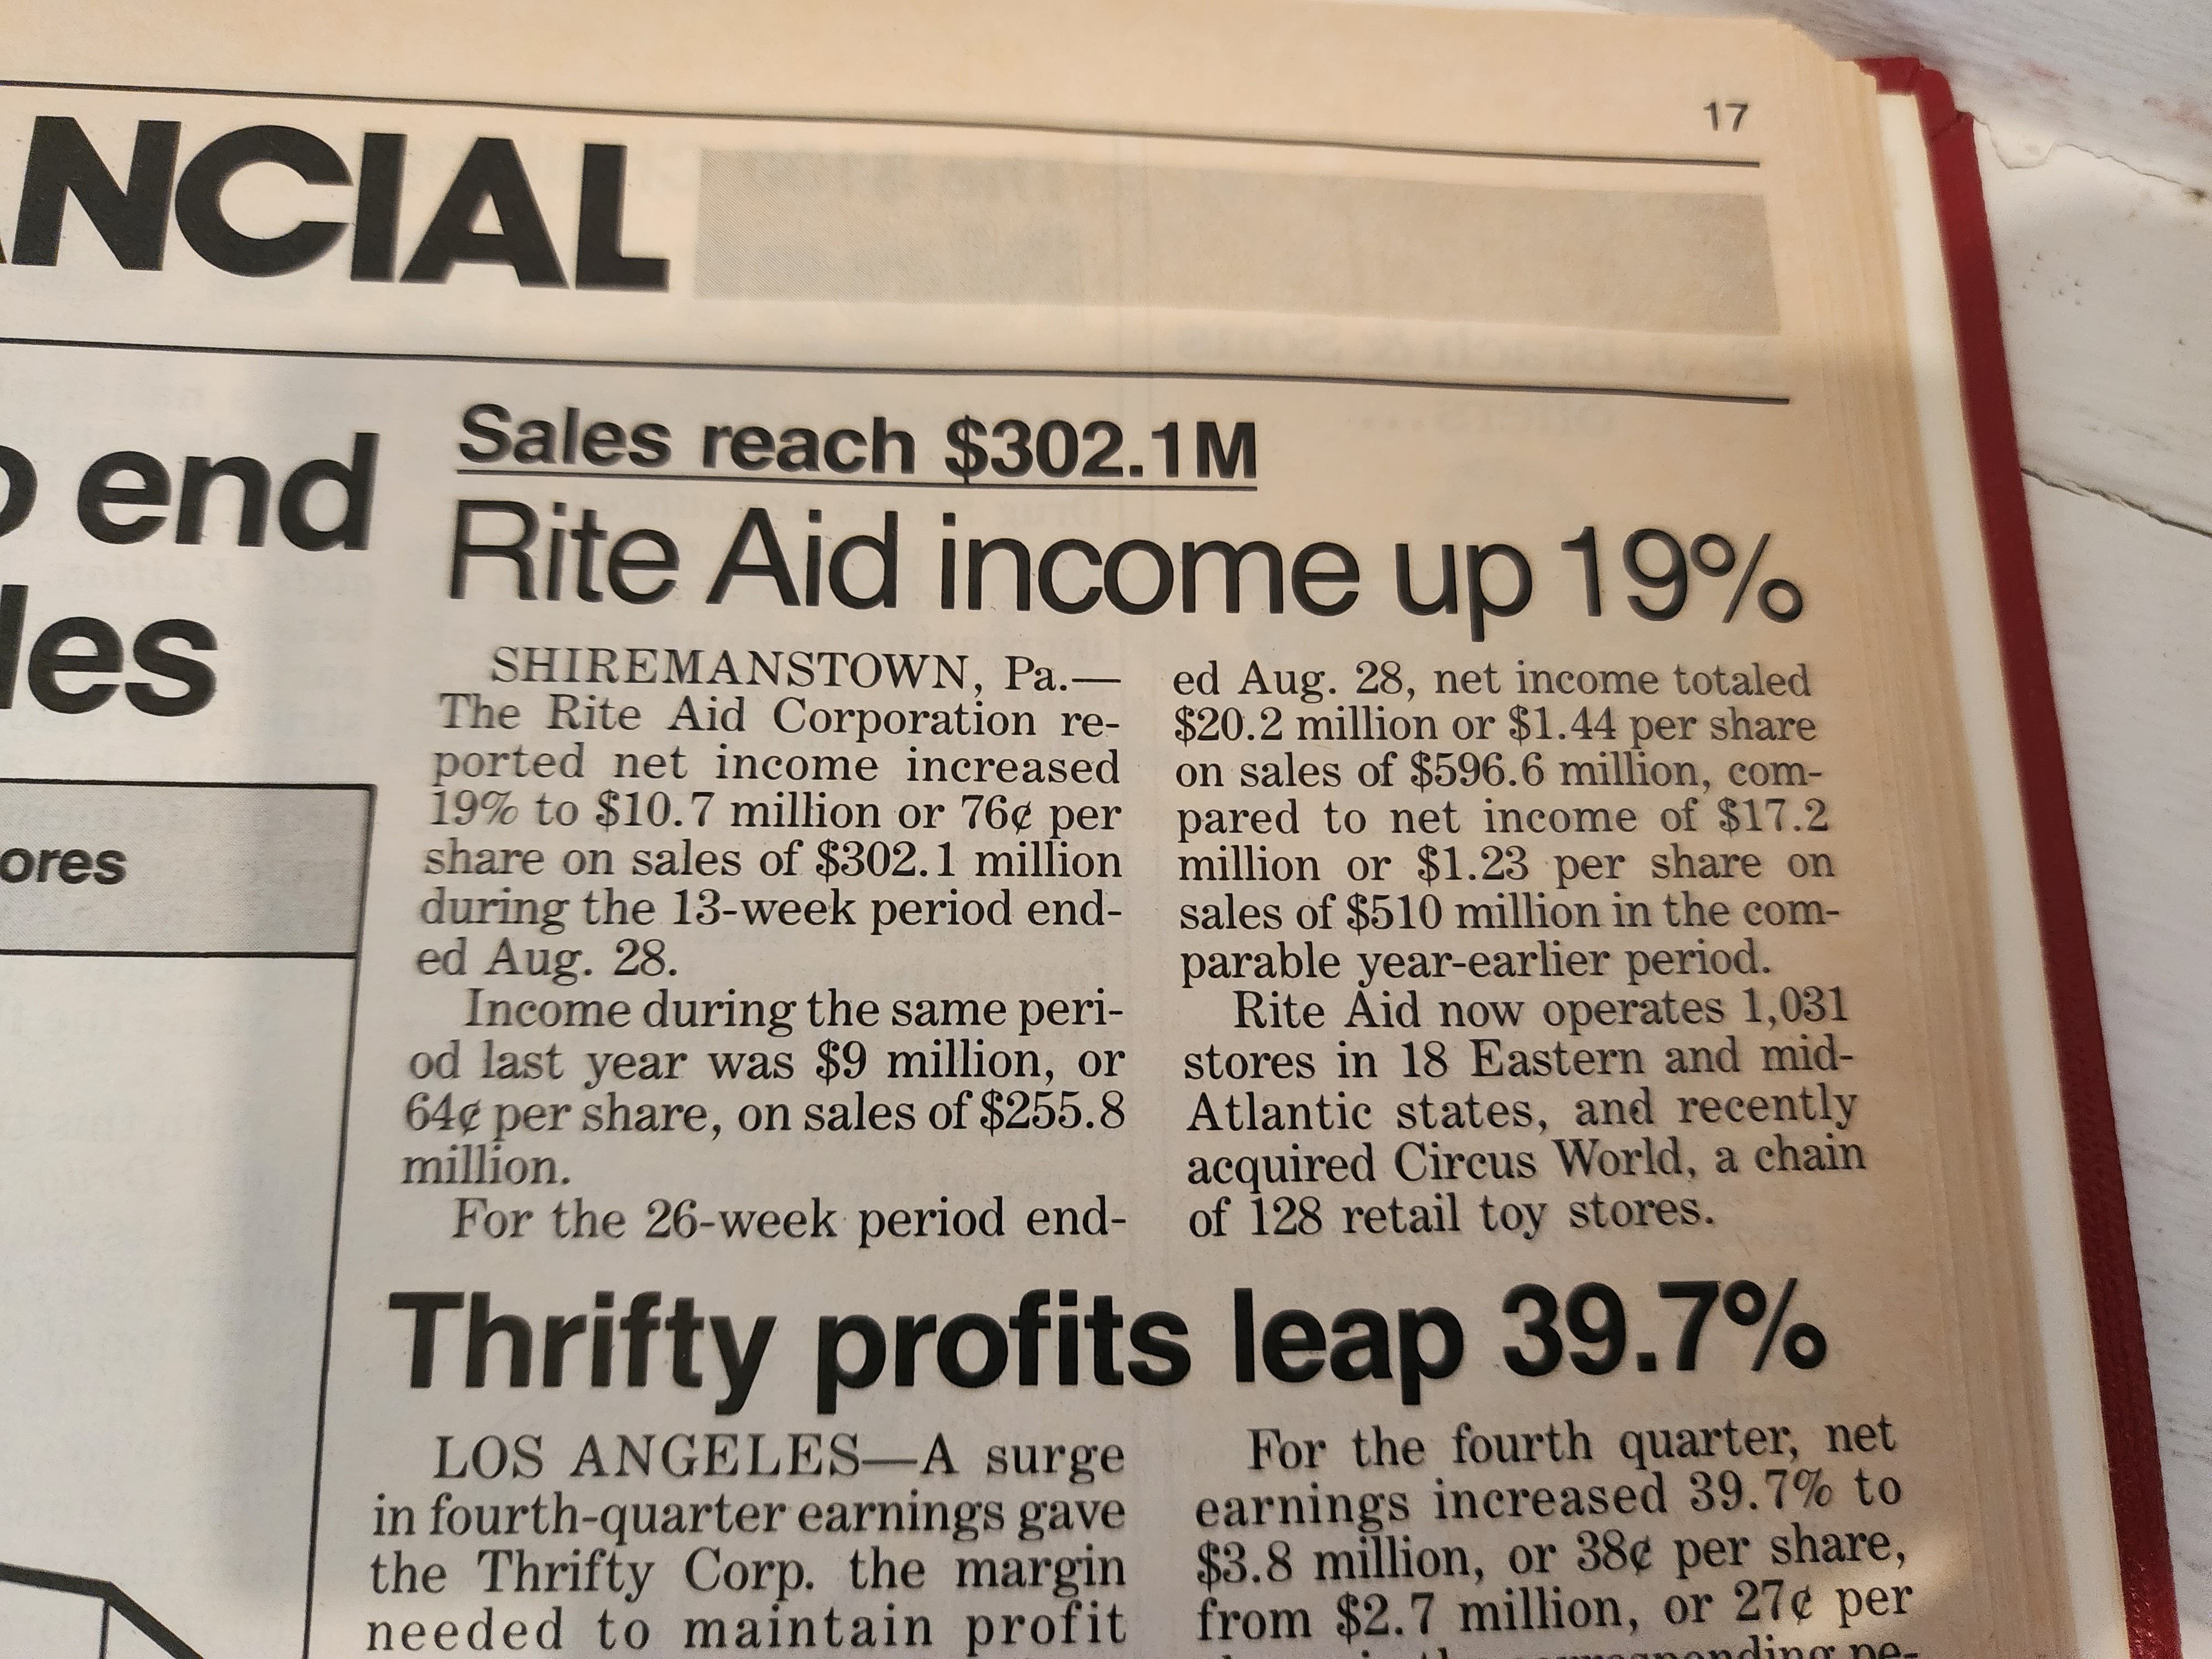 17
NCIAL
end
les
ores
Sales reach $302.1M
Rite Aid income up 19%
SHIREMANSTOWN, Pa.—
The Rite Aid Corporation re-
ported net income increased
19% to $10.7 million or 76¢ per
share on sales of $302.1 million
during the 13-week period end-
ed Aug. 28.
Income during the same peri-
od last year was $9 million, or
64¢ per share, on sales of $255.8
million.
For the 26-week period end-
ed Aug. 28, net income totaled
$20.2 million or $1.44 per share
on sales of $596.6 million, com-
pared to net income of $17.2
million or $1.23 per share on
sales of $510 million in the com-
parable year-earlier period.
Rite Aid now operates 1,031
stores in 18 Eastern and mid-
Atlantic states, and recently
acquired Circus World, a chain
of 128 retail toy stores.
Thrifty profits leap 39.7%
LOS ANGELES—A surge
in fourth-quarter earnings gave
the Thrifty Corp. the margin
needed to maintain profit
For the fourth quarter, net
earnings increased 39.7% to
$3.8 million, or 38¢ per share,
from $2.7 million, or 27¢ per